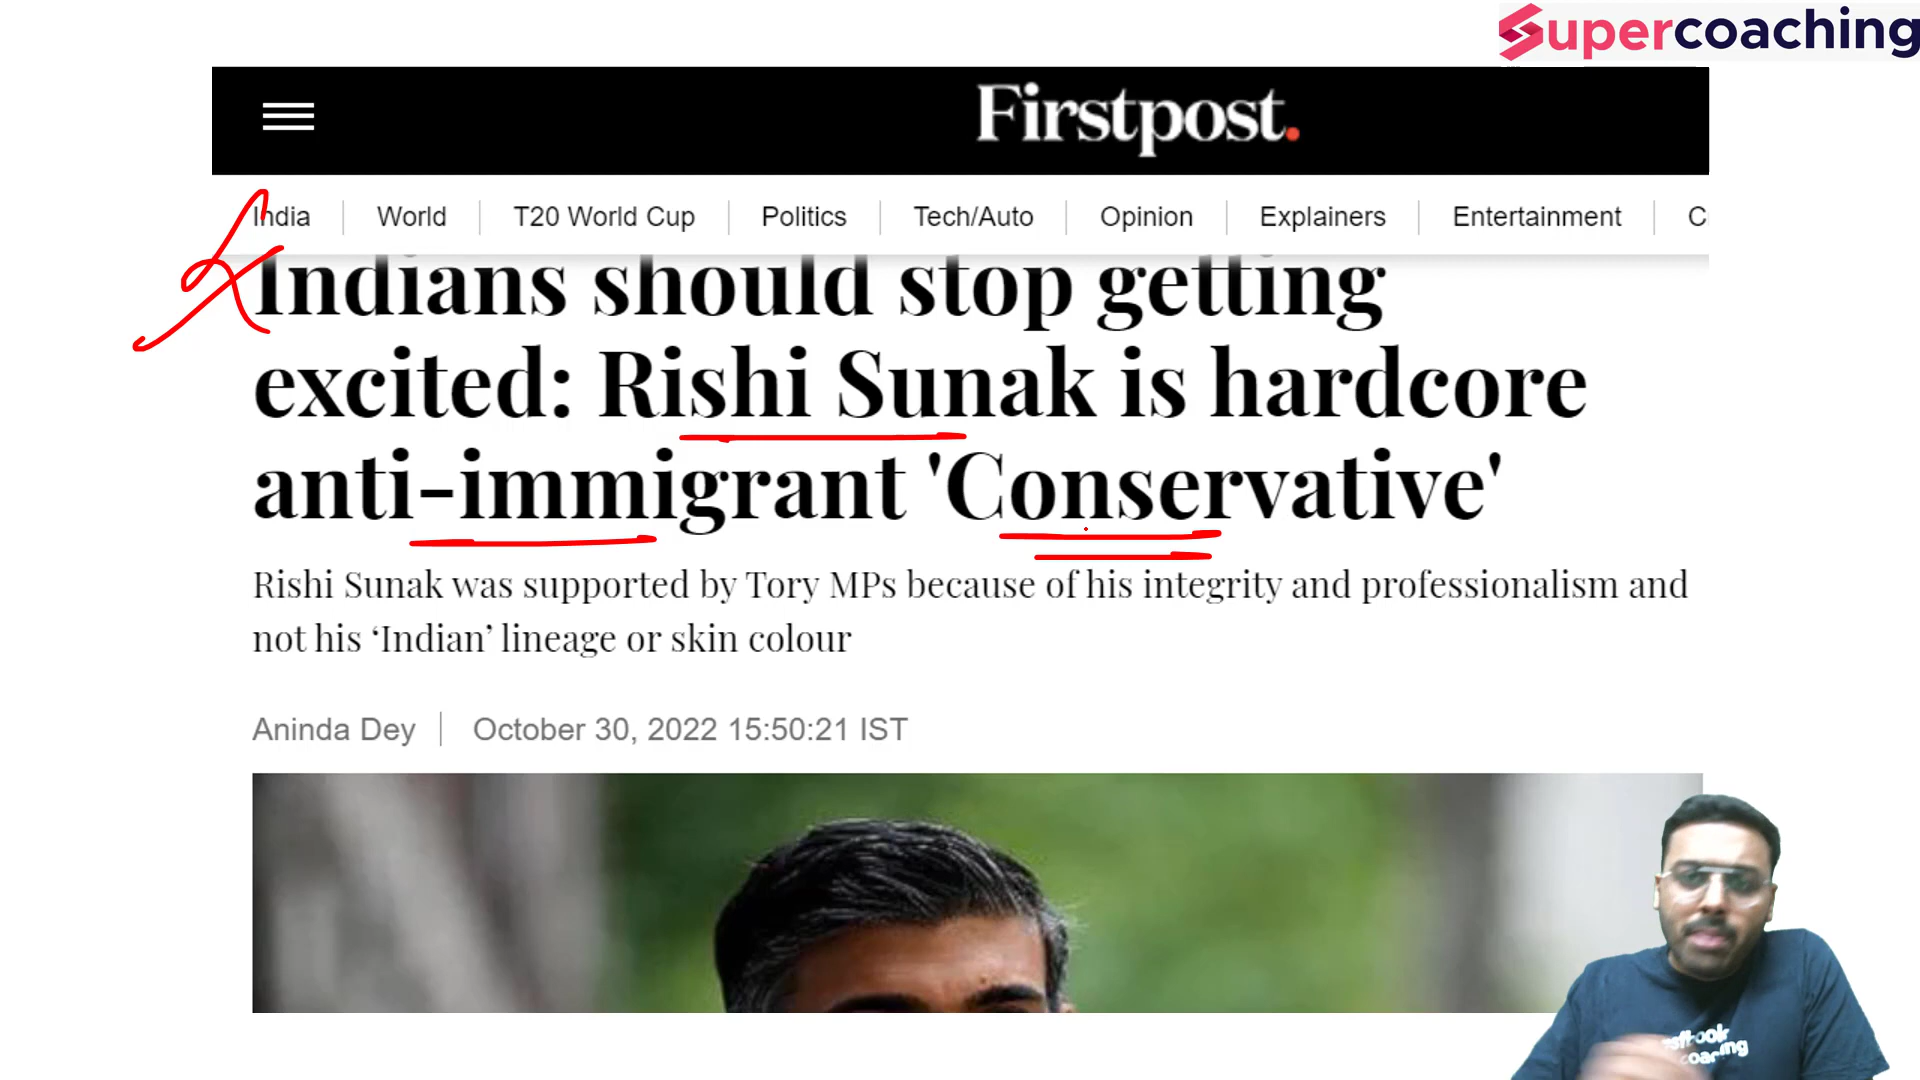 Supercoaching
Firstpost.
India World T20 World Cup Politics Tech/Auto Opinion Explainers Entertainment
Indians should stop getting
excited: Rishi Sunak is hardcore
anti-immigrant 'Conservative'
Rishi Sunak was supported by Tory MPs because of his integrity and professionalism and
not his ‘Indian’ lineage or skin colour
Aninda Dey October 30, 2022 15:50:21 IST